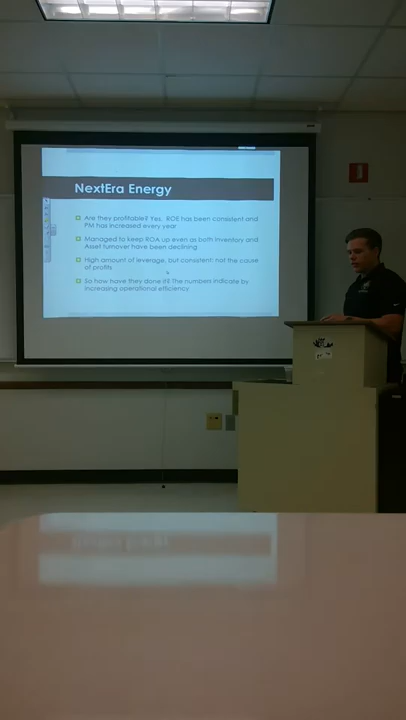 NextEra Energy
Are they profitable? Yes. ROE has been consistent and
PM has increased every year
Managed to keep ROA up even as both Inventory and
Asset turnover have been declining
High amount of leverage, but consistent: not the cause
of profits
So how have they done it? The numbers indicate by
increasing operational efficiency